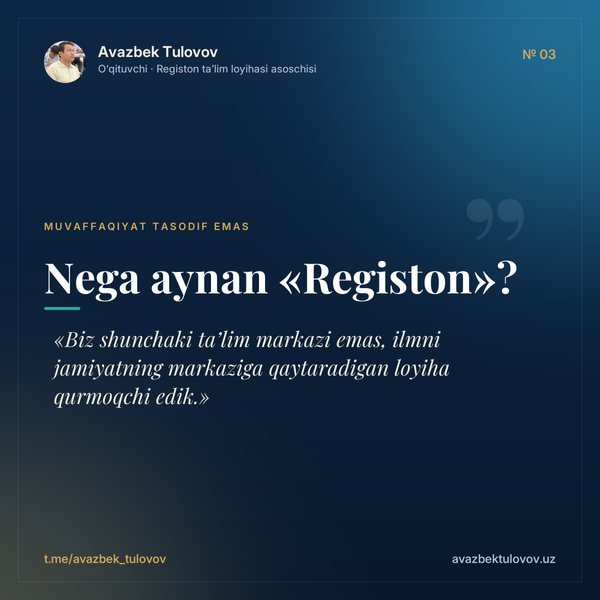 Avazbek Tulovov
O‘qituvchi · Registon ta’lim loyihasi asoschisi
№ 03
MUVAFFAQIYAT TASODIF EMAS
”
Nega aynan «Registon»?
«Biz shunchaki ta’lim markazi emas, ilmni
jamiyatning markaziga qaytaradigan loyiha
qurmoqchi edik.»
t.me/avazbek_tulovov
avazbektulovov.uz